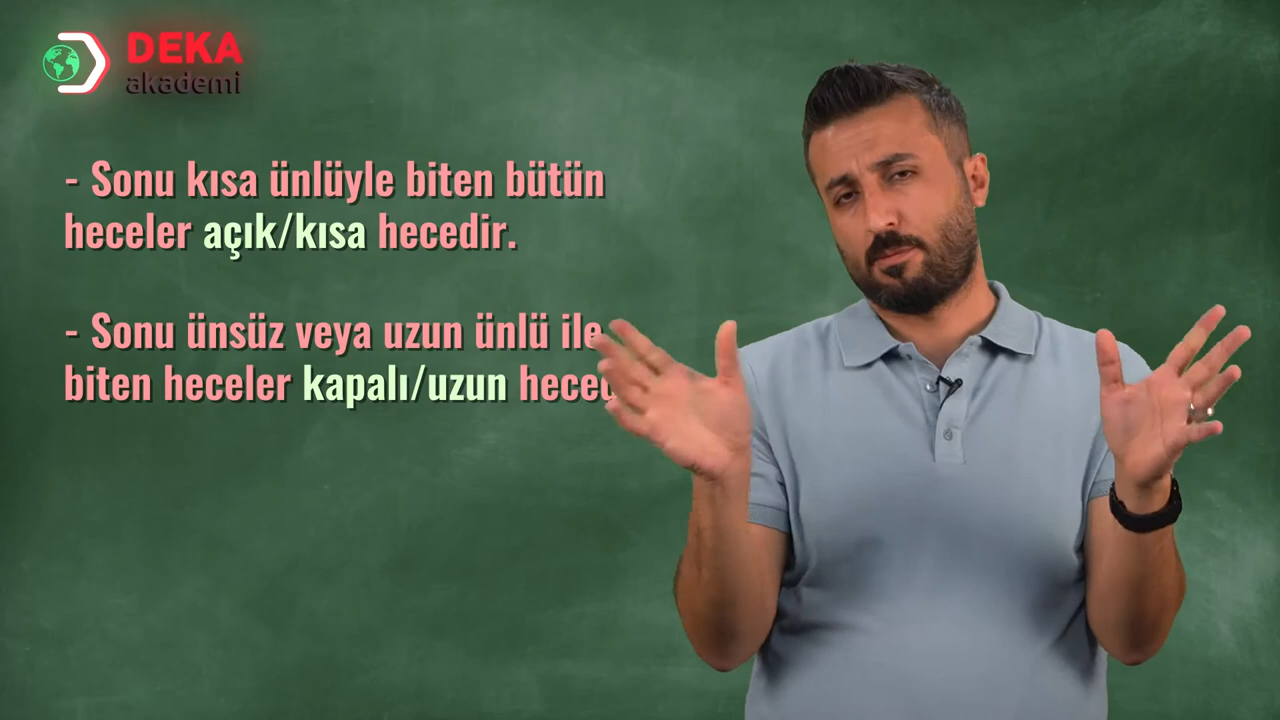 DEKA
akademi
- Sonu kısa ünlüyle biten bütün
heceler açık/kısa hecedir.
- Sonu ünsüz veya uzun ünlü ile
biten heceler kapalı/uzun